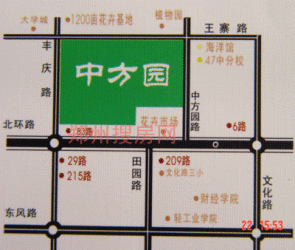 大学城
1200亩花卉基地
植物园
王寨路
丰庆路
海洋馆
47中分校
中方园
花卉市场
中方园路
郑州搜房网
北环路
6路
29路
215路
田园路
209路
文化路三小
文化路
财经学院
东风路
轻工业学院
22 15:53